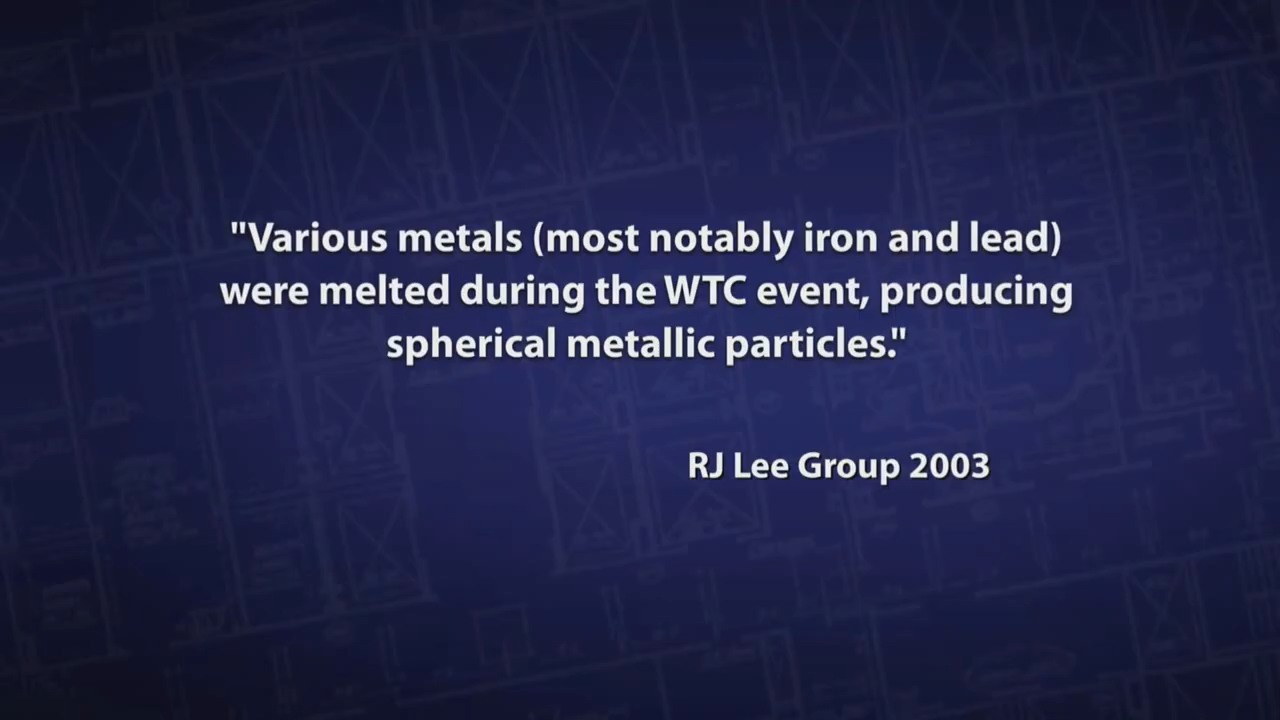 "Various metals (most notably iron and lead)
were melted during the WTC event, producing
spherical metallic particles."
RJ Lee Group 2003